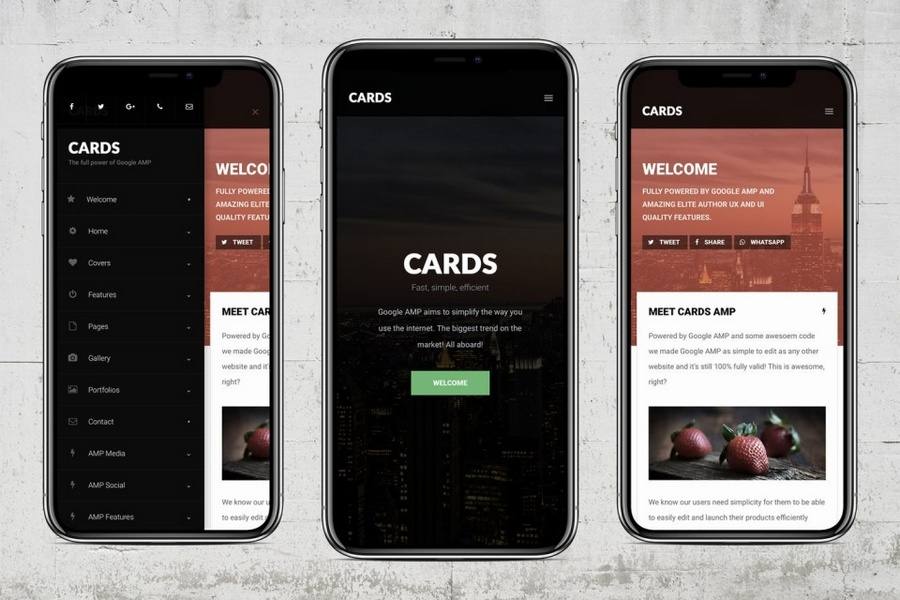 CARDS
The full power of Google AMP
Welcome
Home
Covers
Features
Pages
Gallery
Portfolios
Contact
AMP Media
AMP Social
AMP Features
WELCO
FULLY POWERED
AMAZING ELITE
QUALITY FEATU
TWEET
MEET CARDS
Powered by Go
we made Goog
website and it's
right?
We know our u
to easily edit
CARDS
CARDS
Fast, simple, efficient
Google AMP aims to simplify the way you
use the internet. The biggest trend on the
market! All aboard!
WELCOME
CARDS
WELCOME
FULLY POWERED BY GOOGLE AMP AND
AMAZING ELITE AUTHOR UX AND UI
QUALITY FEATURES.
TWEET SHARE WHATSAPP
MEET CARDS AMP
Powered by Google AMP and some awesoem code
we made Google AMP as simple to edit as any other
website and it's still 100% fully valid! This is awesome,
right?
We know our users need simplicity for them to be able
to easily edit and launch their products efficiently